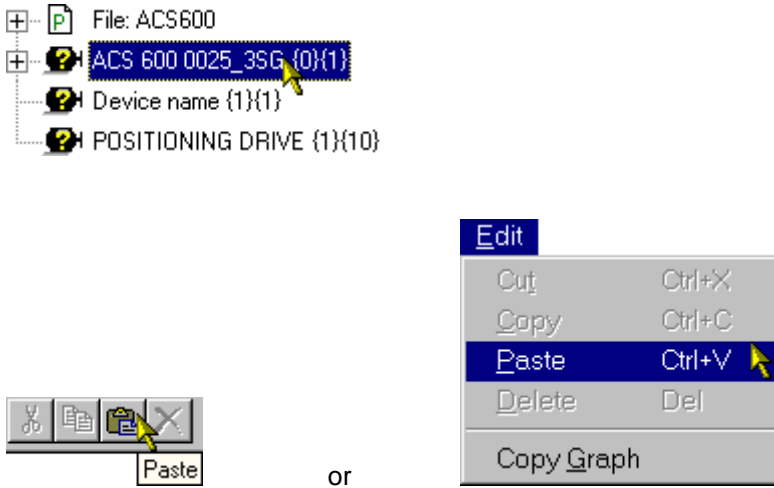 File: ACS600
ACS 600 0025_3SG {0}{1}
Device name {1}{1}
POSITIONING DRIVE {1}{10}
Edit
Cut Ctrl+X
Copy Ctrl+C
Paste Ctrl+V
Delete Del
Copy Graph
Paste
or